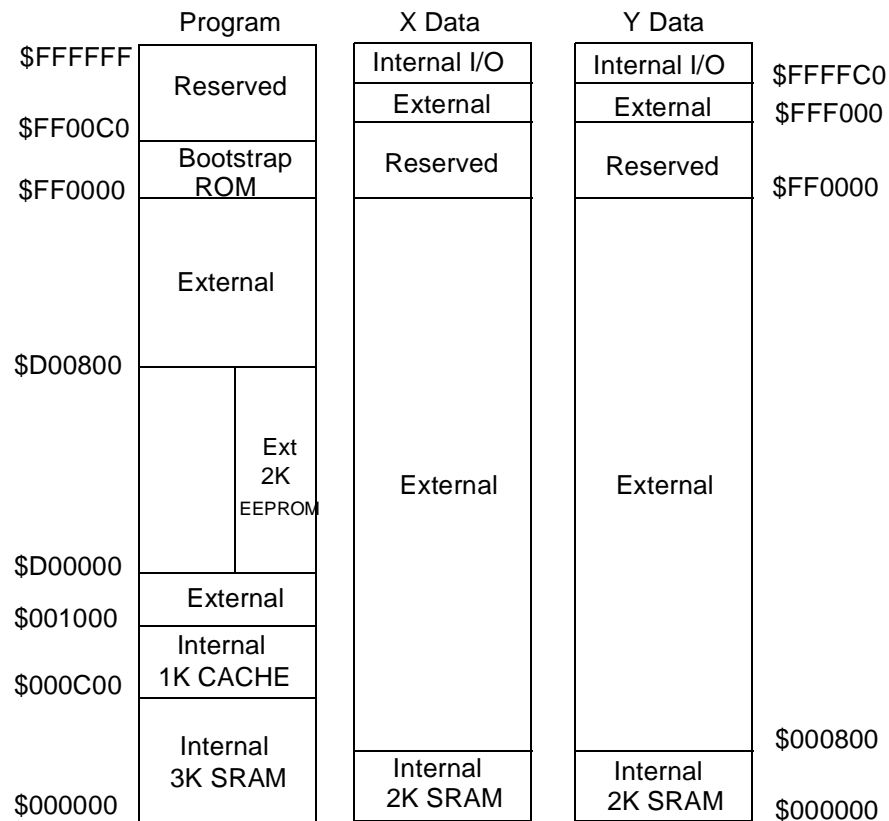 Program
X Data
Y Data
$FFFFFF
Reserved
$FF00C0
Bootstrap
ROM
$FF0000
External
$D00800
Ext
2K
EEPROM
$D00000
External
$001000
Internal
1K CACHE
$000C00
Internal
3K SRAM
$000000
Internal I/O
External
Reserved
External
Internal
2K SRAM
Internal I/O
$FFFFC0
External
$FFF000
Reserved
$FF0000
External
$000800
Internal
2K SRAM
$000000